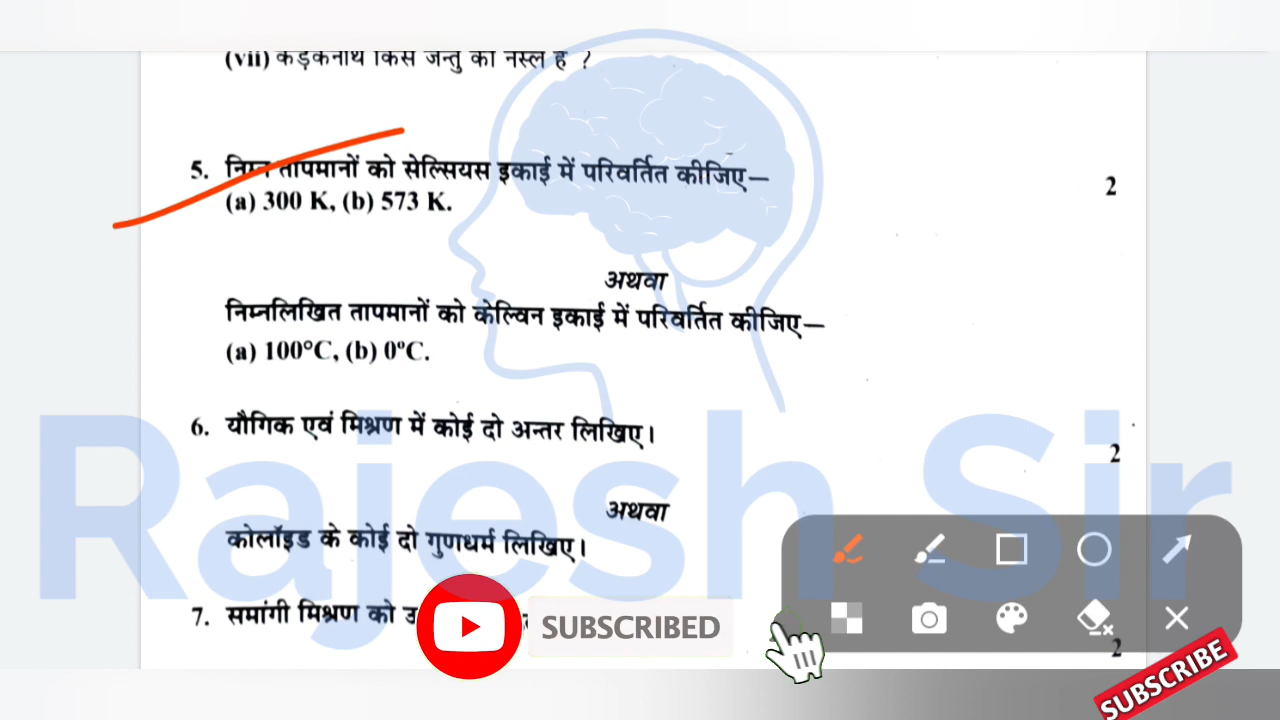 (vii) कड़कनाथ किस जन्तु की नस्ल है ?
5. निम्न तापमानों को सेल्सियस इकाई में परिवर्तित कीजिए—
2
(a) 300 K, (b) 573 K.
अथवा
निम्नलिखित तापमानों को केल्विन इकाई में परिवर्तित कीजिए—
(a) 100°C, (b) 0°C.
6. यौगिक एवं मिश्रण में कोई दो अन्तर लिखिए।
2
अथवा
कोलॉइड के कोई दो गुणधर्म लिखिए।
7. समांगी मिश्रण को
2
Rajesh Sir
SUBSCRIBED
SUBSCRIBE